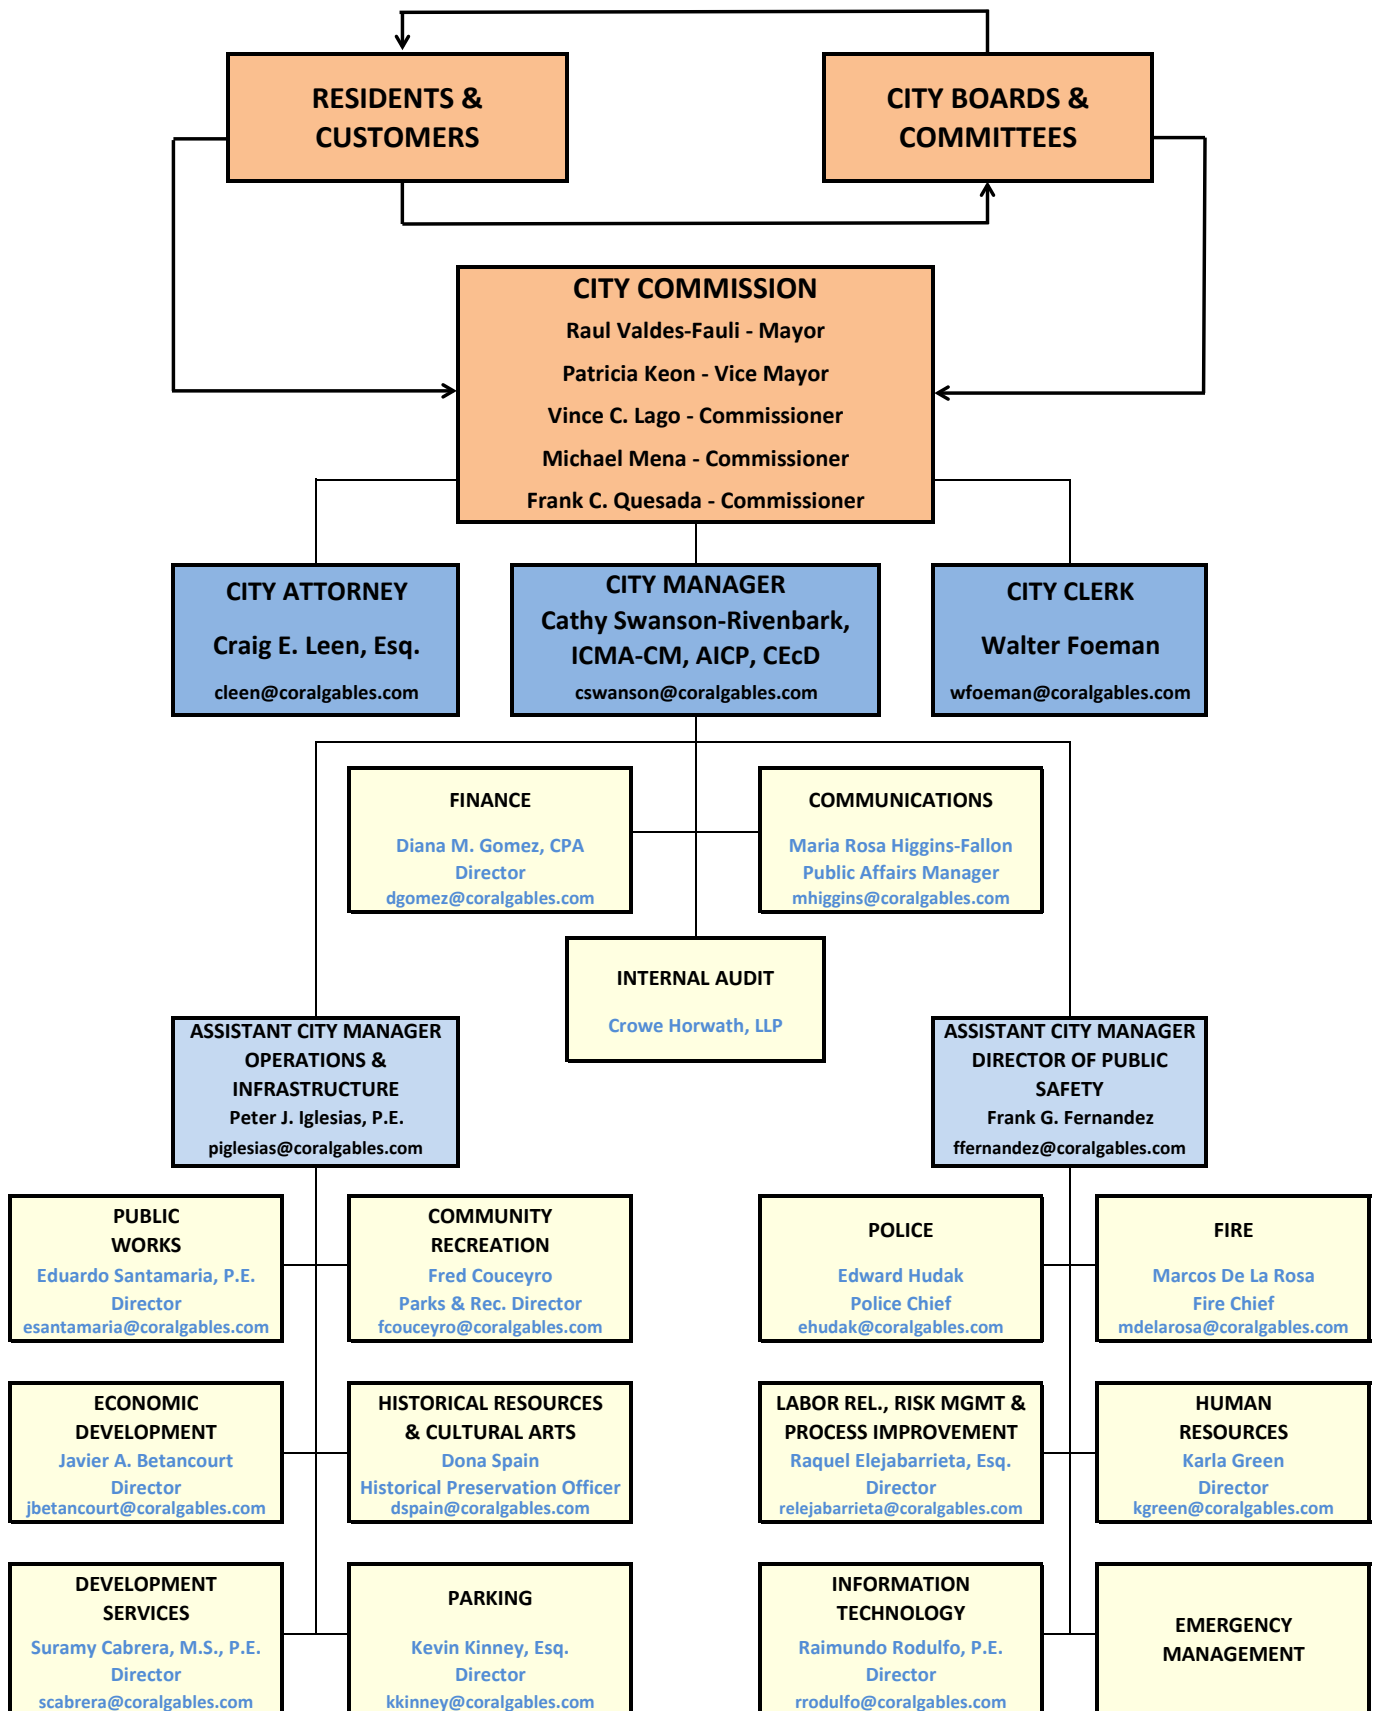 RESIDENTS &
CUSTOMERS
CITY BOARDS &
COMMITTEES
CITY COMMISSION
Raul Valdes-Fauli - Mayor
Patricia Keon - Vice Mayor
Vince C. Lago - Commissioner
Michael Mena - Commissioner
Frank C. Quesada - Commissioner
CITY ATTORNEY
Craig E. Leen, Esq.
cleen@coralgables.com
CITY MANAGER
Cathy Swanson-Rivenbark,
ICMA-CM, AICP, CEcD
cswanson@coralgables.com
CITY CLERK
Walter Foeman
wfoeman@coralgables.com
FINANCE
Diana M. Gomez, CPA
Director
dgomez@coralgables.com
COMMUNICATIONS
Maria Rosa Higgins-Fallon
Public Affairs Manager
mhiggins@coralgables.com
INTERNAL AUDIT
Crowe Horwath, LLP
ASSISTANT CITY MANAGER
OPERATIONS &
INFRASTRUCTURE
Peter J. Iglesias, P.E.
piglesias@coralgables.com
ASSISTANT CITY MANAGER
DIRECTOR OF PUBLIC
SAFETY
Frank G. Fernandez
ffernandez@coralgables.com
PUBLIC
WORKS
Eduardo Santamaria, P.E.
Director
esantamaria@coralgables.com
COMMUNITY
RECREATION
Fred Couceyro
Parks & Rec. Director
fcouceyro@coralgables.com
POLICE
Edward Hudak
Police Chief
ehudak@coralgables.com
FIRE
Marcos De La Rosa
Fire Chief
mdelarosa@coralgables.com
ECONOMIC
DEVELOPMENT
Javier A. Betancourt
Director
jbetancourt@coralgables.com
HISTORICAL RESOURCES
& CULTURAL ARTS
Dona Spain
Historical Preservation Officer
dspain@coralgables.com
LABOR REL., RISK MGMT &
PROCESS IMPROVEMENT
Raquel Elejabarrieta, Esq.
Director
relejabarrieta@coralgables.com
HUMAN
RESOURCES
Karla Green
Director
kgreen@coralgables.com
DEVELOPMENT
SERVICES
Suramy Cabrera, M.S., P.E.
Director
scabrera@coralgables.com
PARKING
Kevin Kinney, Esq.
Director
kkinney@coralgables.com
INFORMATION
TECHNOLOGY
Raimundo Rodulfo, P.E.
Director
rrodulfo@coralgables.com
EMERGENCY
MANAGEMENT